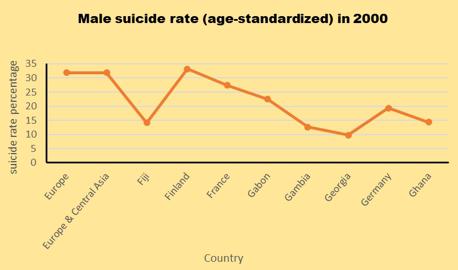 Male suicide rate (age-standardized) in 2000
suicide rate percentage
35
30
25
20
15
10
5
0
Europe
Europe & Central Asia
Fiji
Finland
France
Gabon
Gambia
Georgia
Germany
Ghana
Country